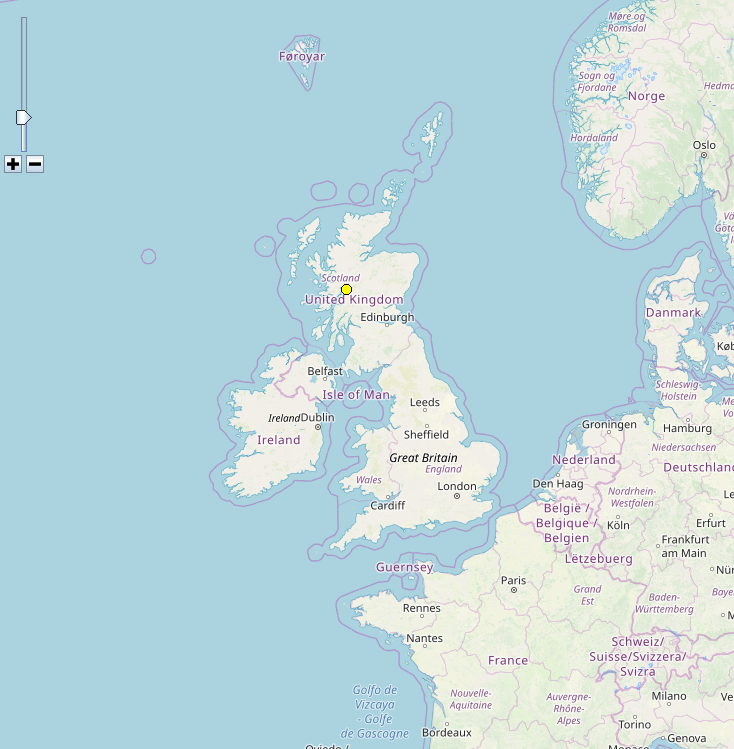 Møre og
Romsdal
Føroyar
Sogn og
Fjordane
Norge
Hedm
Hordaland
Oslo
Scotland
United Kingdom
Edinburgh
Danmark
Køb
Belfast
Isle of Man
Schleswig-
Holstein
Leeds
Ireland
Dublin
Groningen
Hamburg
Ireland
Sheffield
Niedersachsen
Great Britain
England
Nederland
Deutschland
Wales
London
Den Haag
Nordrhein-
Westfalen
Cardiff
België /
Belgique /
Belgien
Köln
Erfurt
Frankfurt
am Main
Lëtzebuerg
Guernsey
Paris
Grand
Est
Baden-
Württemberg
Rennes
Nantes
Schweiz/
Suisse/Svizzera/
Svizra
France
Golfo de
Vizcaya
- Golfe
de Gascogne
Nouvelle-
Aquitaine
Auvergne-
Rhône-
Alpes
Milano
Torino
Bordeaux
Genova